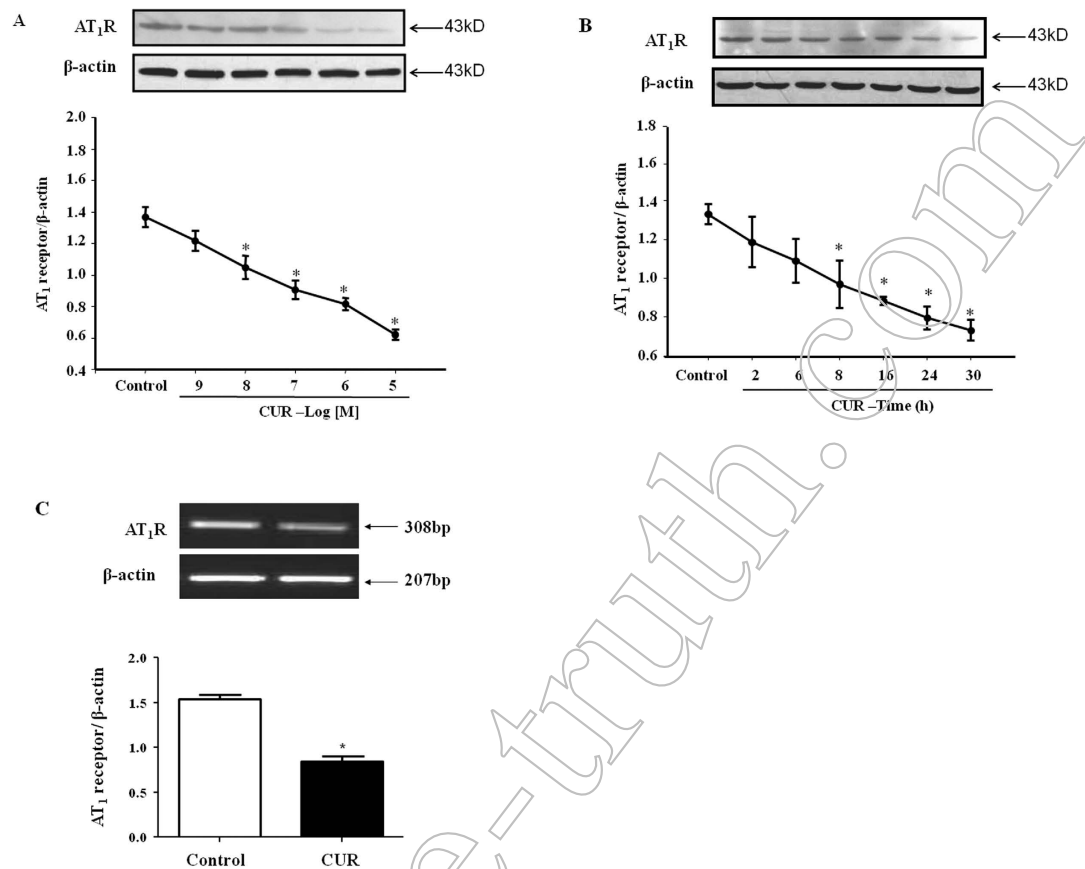 A
AT₁R
43kD
β-actin
43kD
2.0
1.8
1.6
1.4
1.2
1.0
0.8
0.6
0.4
AT₁ receptor/β-actin
* * * *
Control 9 8 7 6 5
CUR –Log [M]
B
AT₁R
43kD
β-actin
43kD
1.8
1.6
1.4
1.2
1.0
0.8
0.6
AT₁ receptor/ β-actin
* * * *
Control 2 6 8 16 24 30
CUR –Time (h)
C
AT₁R
308bp
β-actin
207bp
2.0
1.5
1.0
0.5
0.0
AT₁ receptor/ β-actin
*
Control CUR
e-truth.com